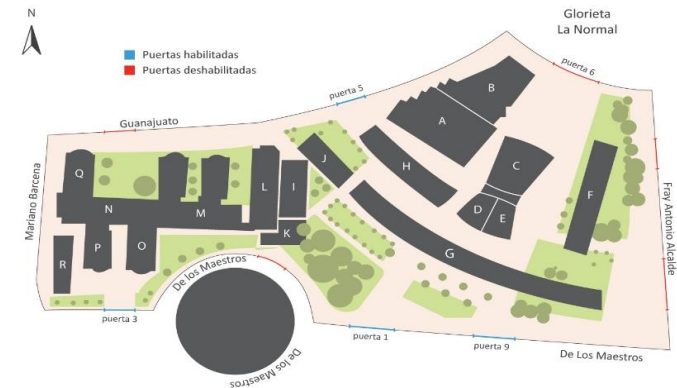 N
Glorieta
La Normal
Puertas habilitadas
Puertas deshabilitadas
puerta 6
puerta 5
Guanajuato
B
A
Q
J
H
C
L
I
F
Mariano Barcena
N
M
D
E
Fray Antonio Alcalde
K
P
O
G
R
De los Maestros
puerta 3
puerta 1
puerta 9
De Los Maestros
De los Maestros